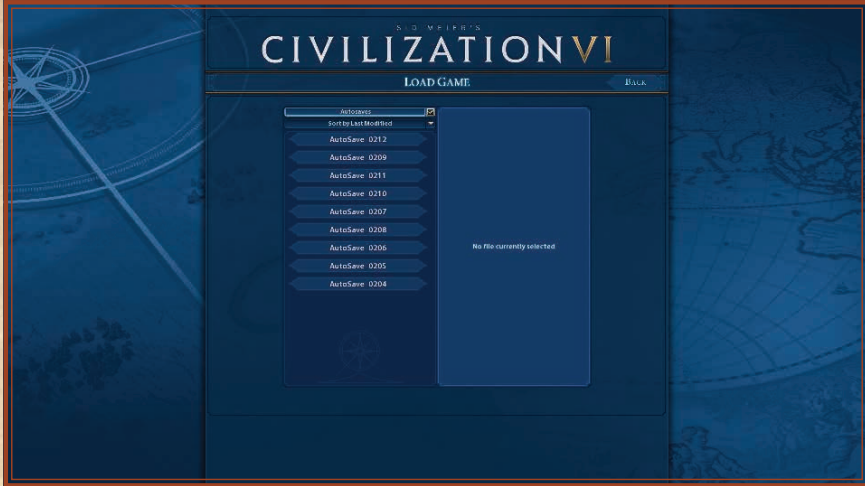 SID MEIER'S
CIVILIZATION VI
LOAD GAME
BACK
Autosaves
Sort by Last Modified
AutoSave 0212
AutoSave 0209
AutoSave 0211
AutoSave 0210
AutoSave 0207
AutoSave 0208
AutoSave 0206
AutoSave 0205
AutoSave 0204
No file currently selected